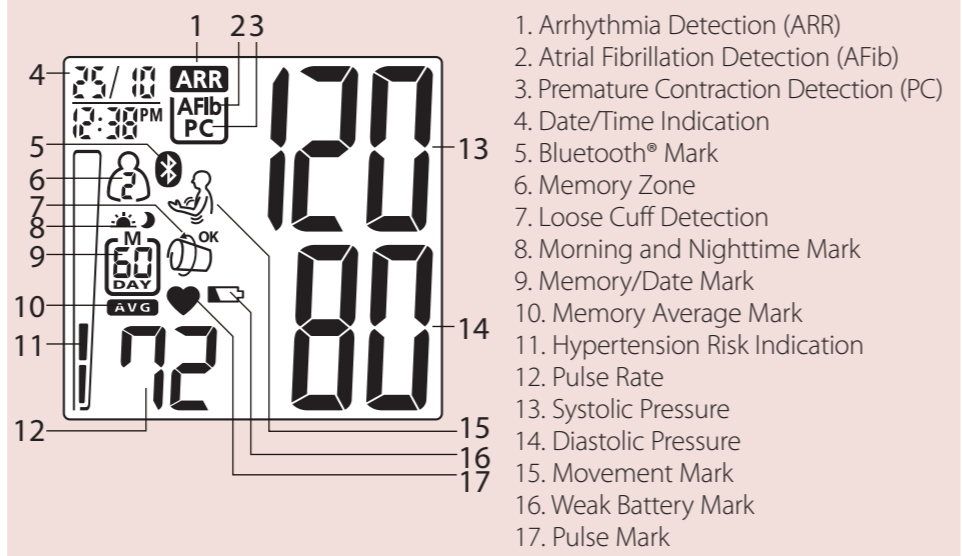 1
2
3
4
25/ 10
ARR
120
12:38 PM
AFIb
PC
5
13
6
2
7
8
M
OK
9
60
DAY
80
10
AVG
14
11
72
12
15
16
17
1. Arrhythmia Detection (ARR)
2. Atrial Fibrillation Detection (AFib)
3. Premature Contraction Detection (PC)
4. Date/Time Indication
5. Bluetooth® Mark
6. Memory Zone
7. Loose Cuff Detection
8. Morning and Nighttime Mark
9. Memory/Date Mark
10. Memory Average Mark
11. Hypertension Risk Indication
12. Pulse Rate
13. Systolic Pressure
14. Diastolic Pressure
15. Movement Mark
16. Weak Battery Mark
17. Pulse Mark